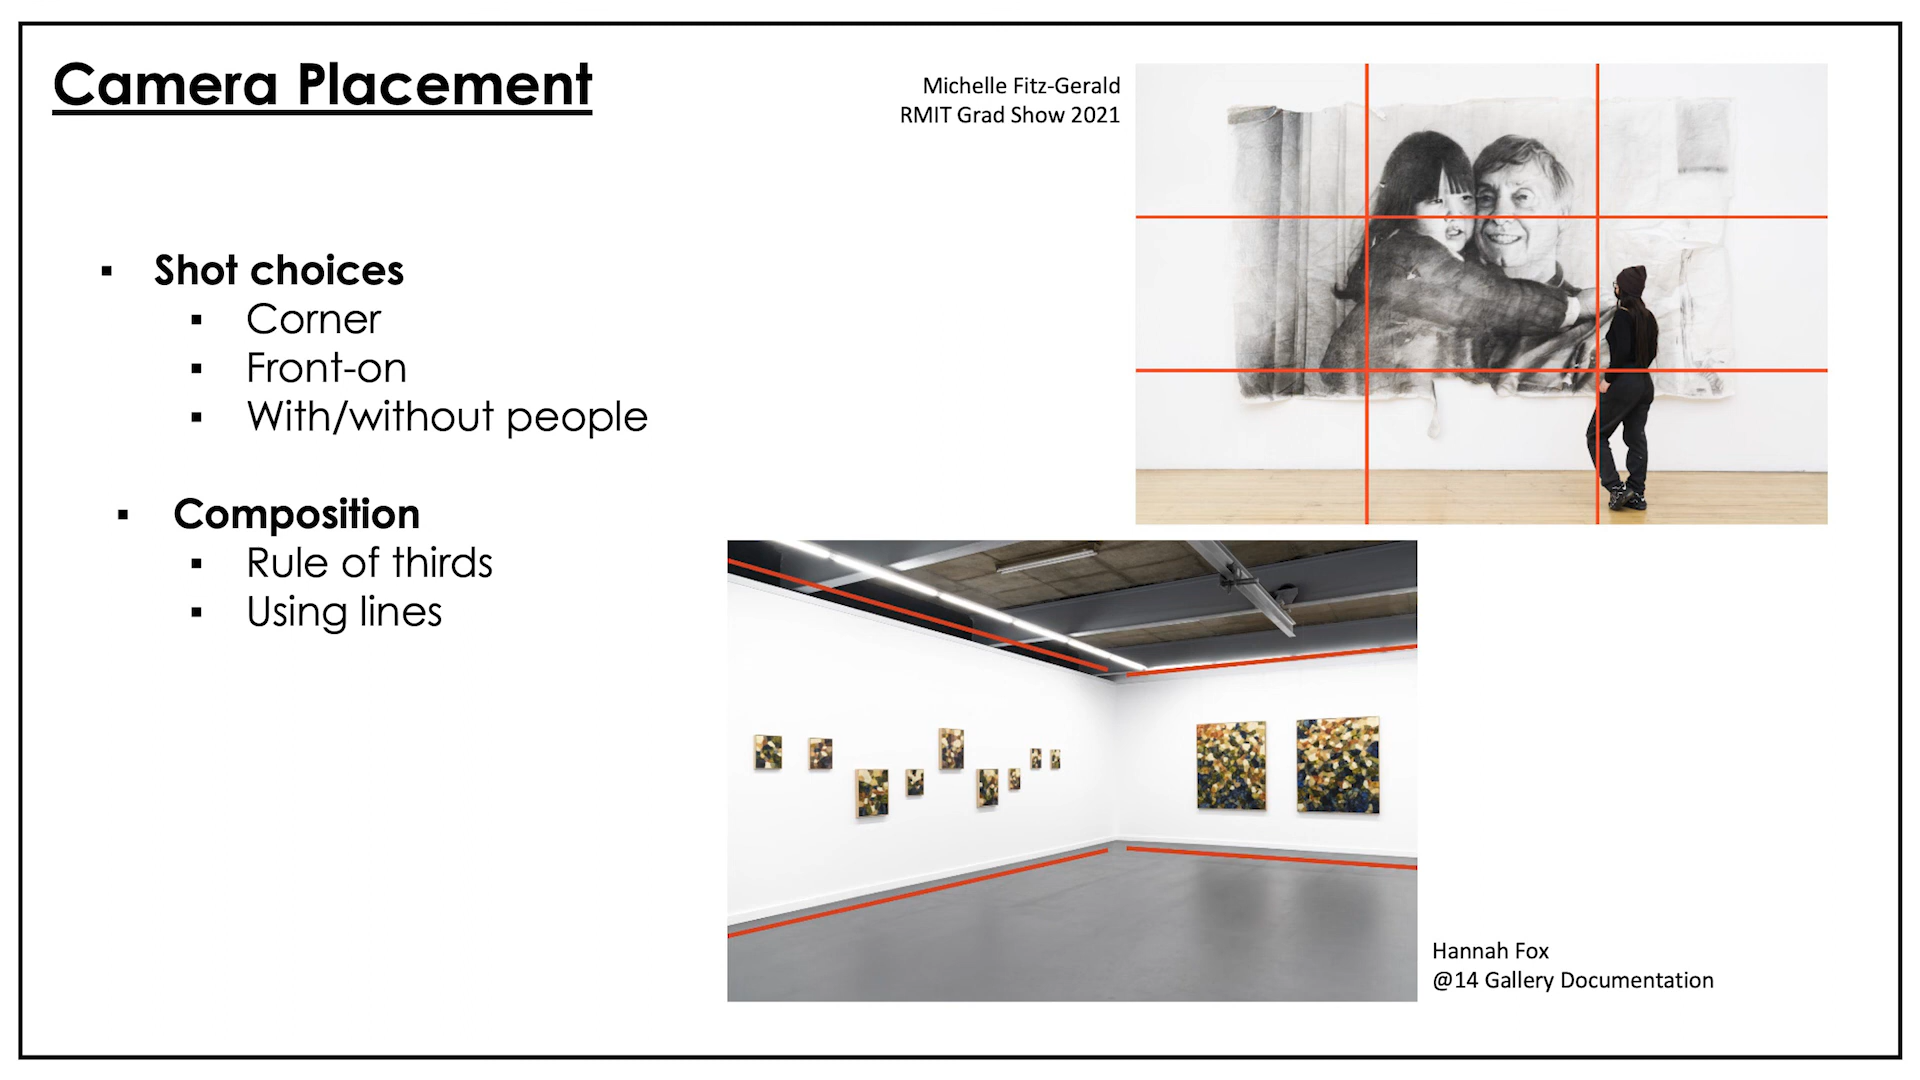 Camera Placement
Michelle Fitz-Gerald
RMIT Grad Show 2021
▪ Shot choices
▪ Corner
▪ Front-on
▪ With/without people
▪ Composition
▪ Rule of thirds
▪ Using lines
Hannah Fox
@14 Gallery Documentation